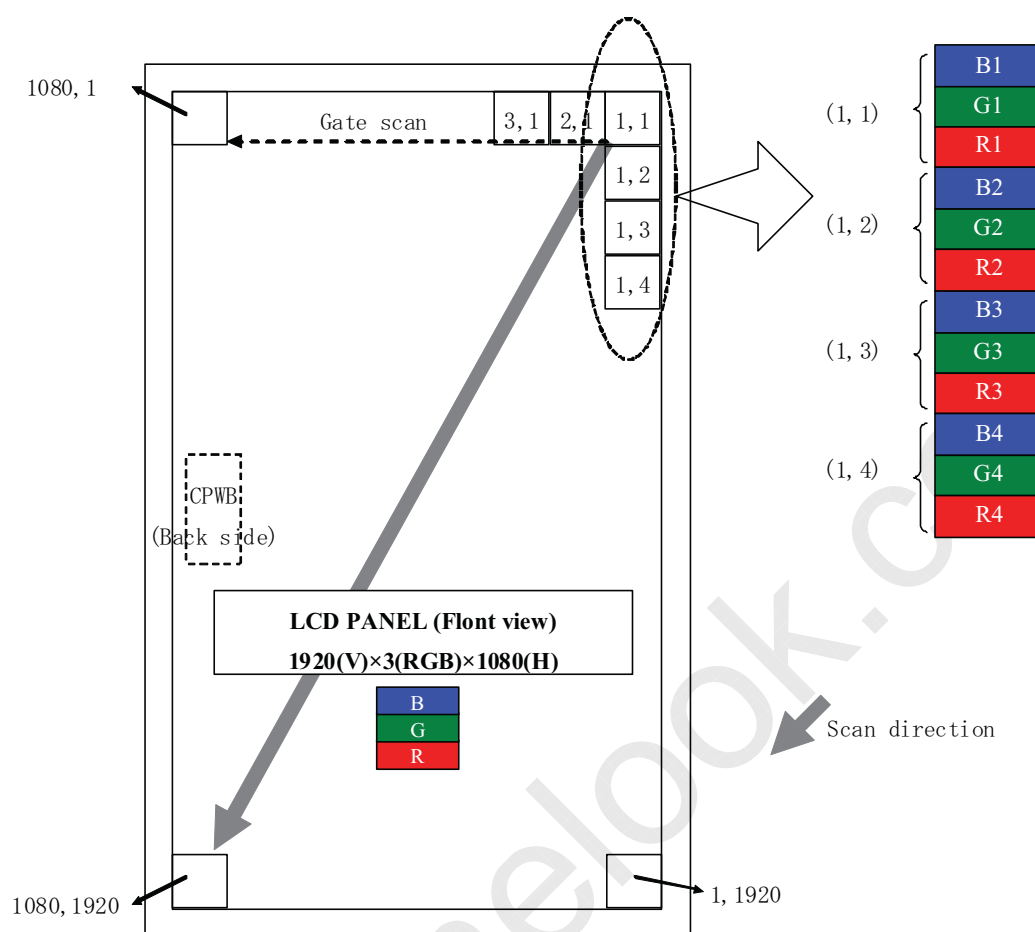 1080,1
Gate scan
3,1
2,1
1,1
1,2
1,3
1,4
(1,1)
B1
G1
R1
(1,2)
B2
G2
R2
(1,3)
B3
G3
R3
(1,4)
B4
G4
R4
CPWB
(Back side)
LCD PANEL (Flont view)
1920(V)×3(RGB)×1080(H)
B
G
R
Scan direction
1080,1920
1,1920